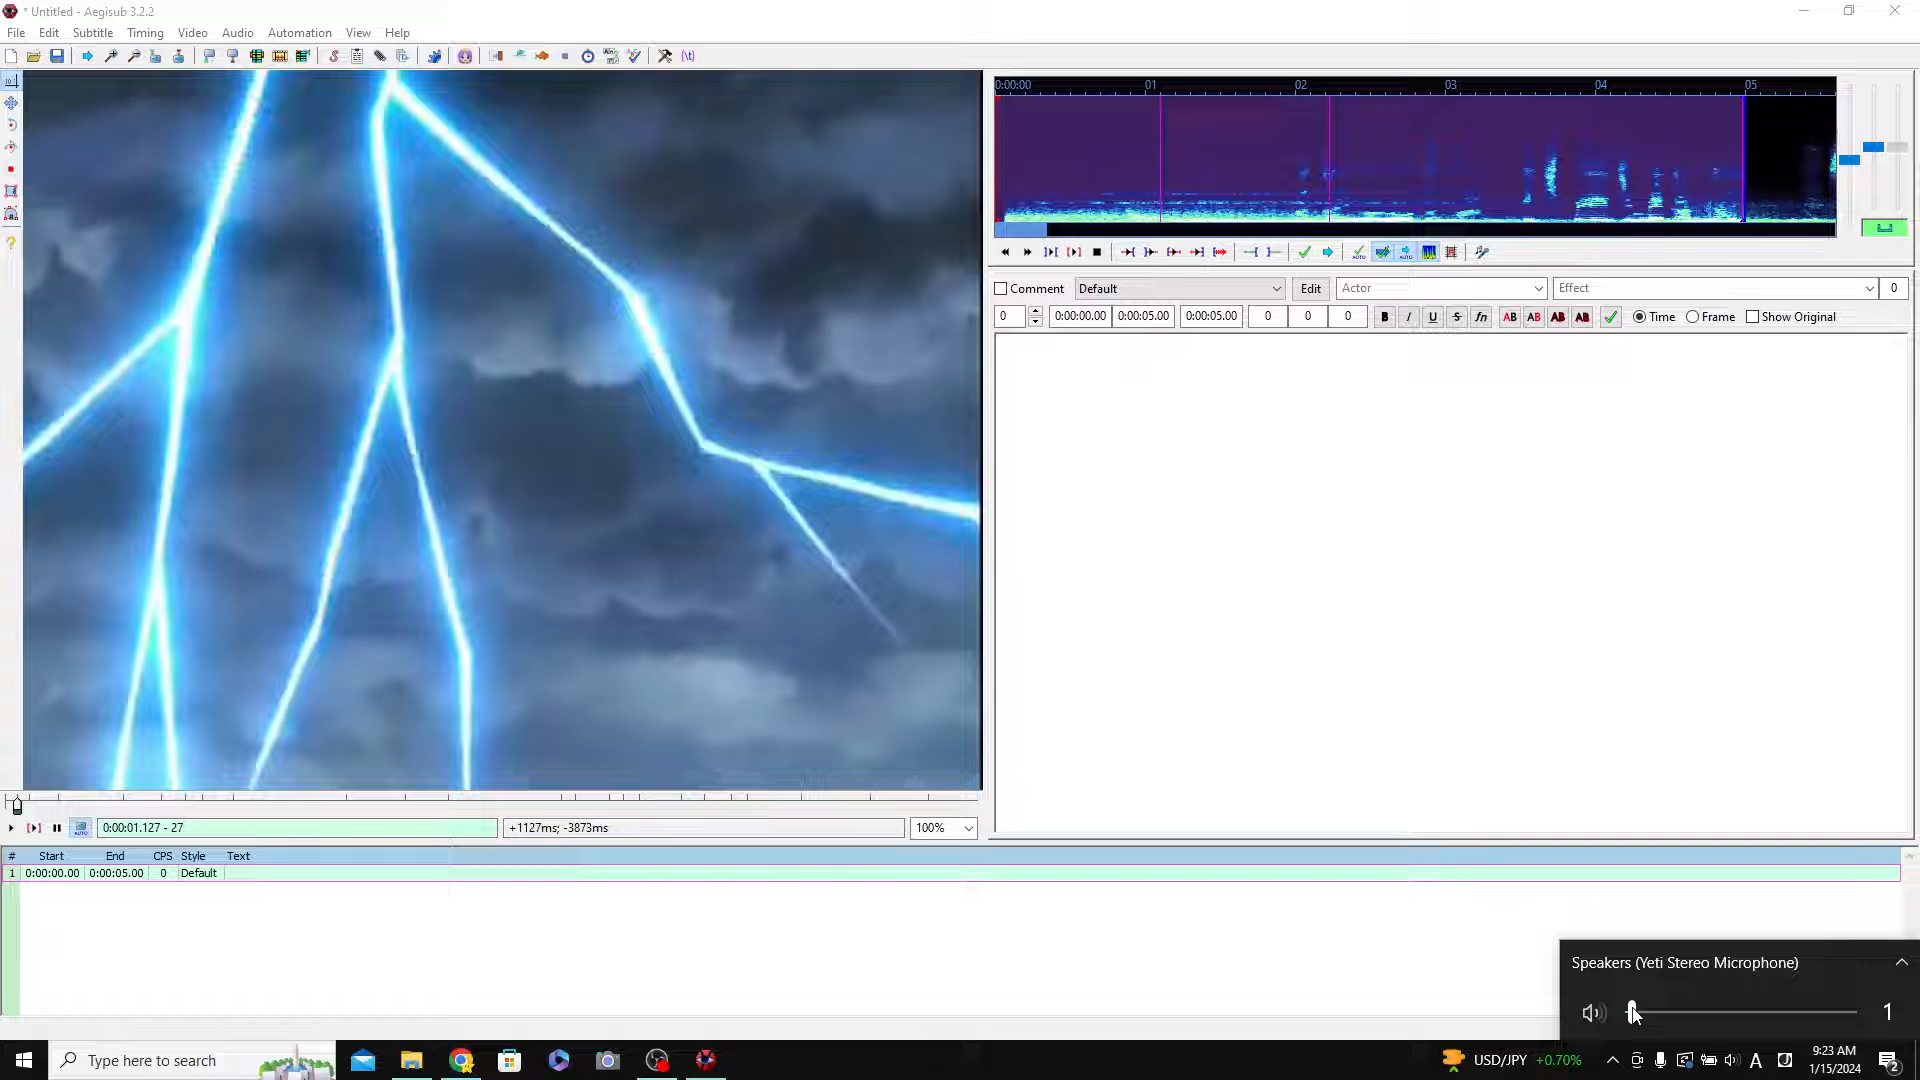 * Untitled - Aegisub 3.2.2
File Edit Subtitle Timing Video Audio Automation View Help
0:00:00 01 02 03 04 05
Comment Default Edit Actor Effect 0
0 0:00:00.00 0:00:05.00 0:00:05.00 0 0 0 B I U S fn AB AB AB AB Time Frame Show Original
AUTO 0:00:01.127 - 27 +1127ms; -3873ms 100%
# Start End CPS Style Text
1 0:00:00.00 0:00:05.00 0 Default
Speakers (Yeti Stereo Microphone)
1
Type here to search
USD/JPY +0.70%
A
9:23 AM
1/15/2024
2